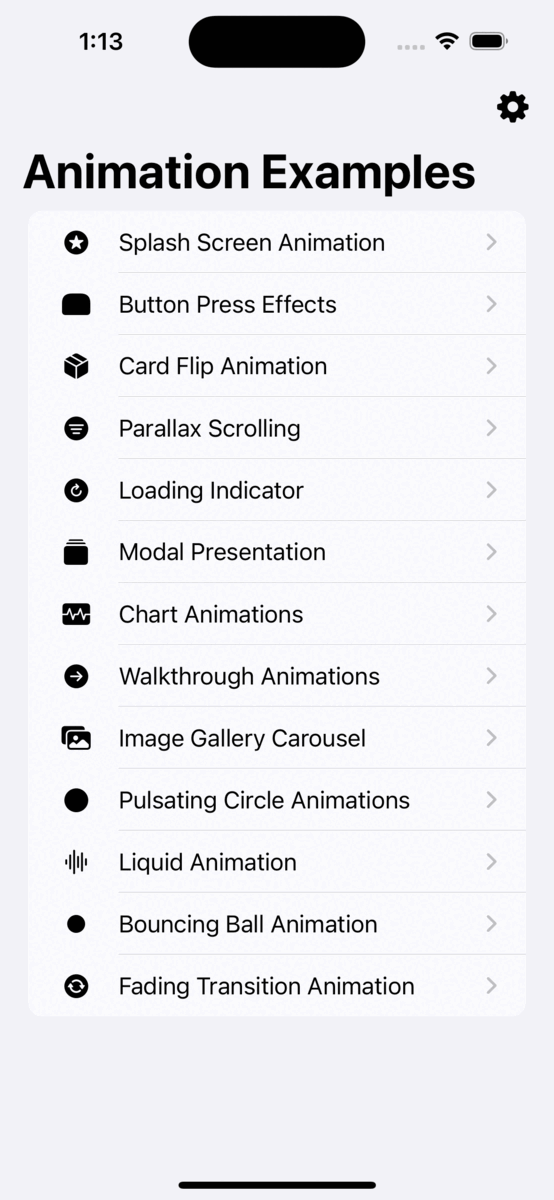 1:13
Animation Examples
Splash Screen Animation
Button Press Effects
Card Flip Animation
Parallax Scrolling
Loading Indicator
Modal Presentation
Chart Animations
Walkthrough Animations
Image Gallery Carousel
Pulsating Circle Animations
Liquid Animation
Bouncing Ball Animation
Fading Transition Animation